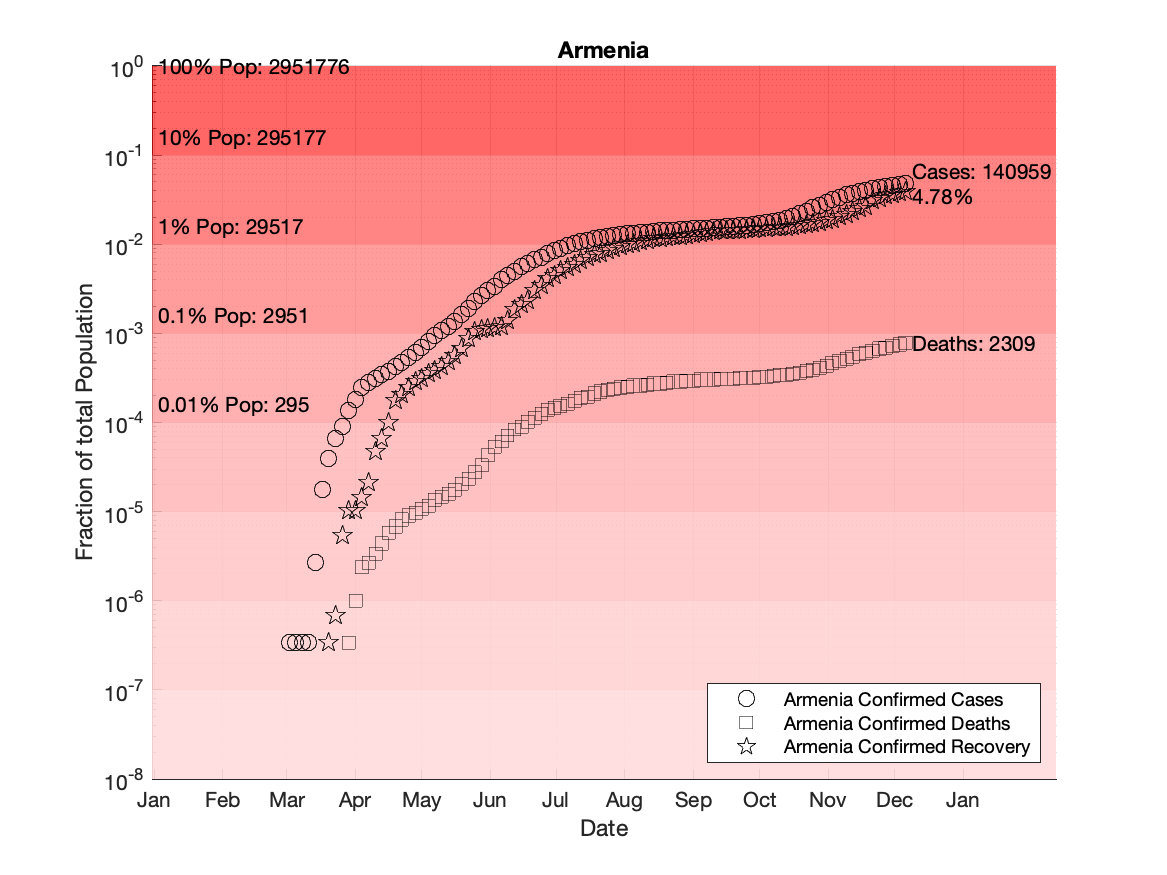 Armenia
10^0
100% Pop: 2951776
10% Pop: 295177
10^-1
Cases: 140959
4.78%
1% Pop: 29517
10^-2
0.1% Pop: 2951
10^-3
Deaths: 2309
0.01% Pop: 295
10^-4
10^-5
10^-6
10^-7
10^-8
Fraction of total Population
Armenia Confirmed Cases
Armenia Confirmed Deaths
Armenia Confirmed Recovery
Jan Feb Mar Apr May Jun Jul Aug Sep Oct Nov Dec Jan
Date